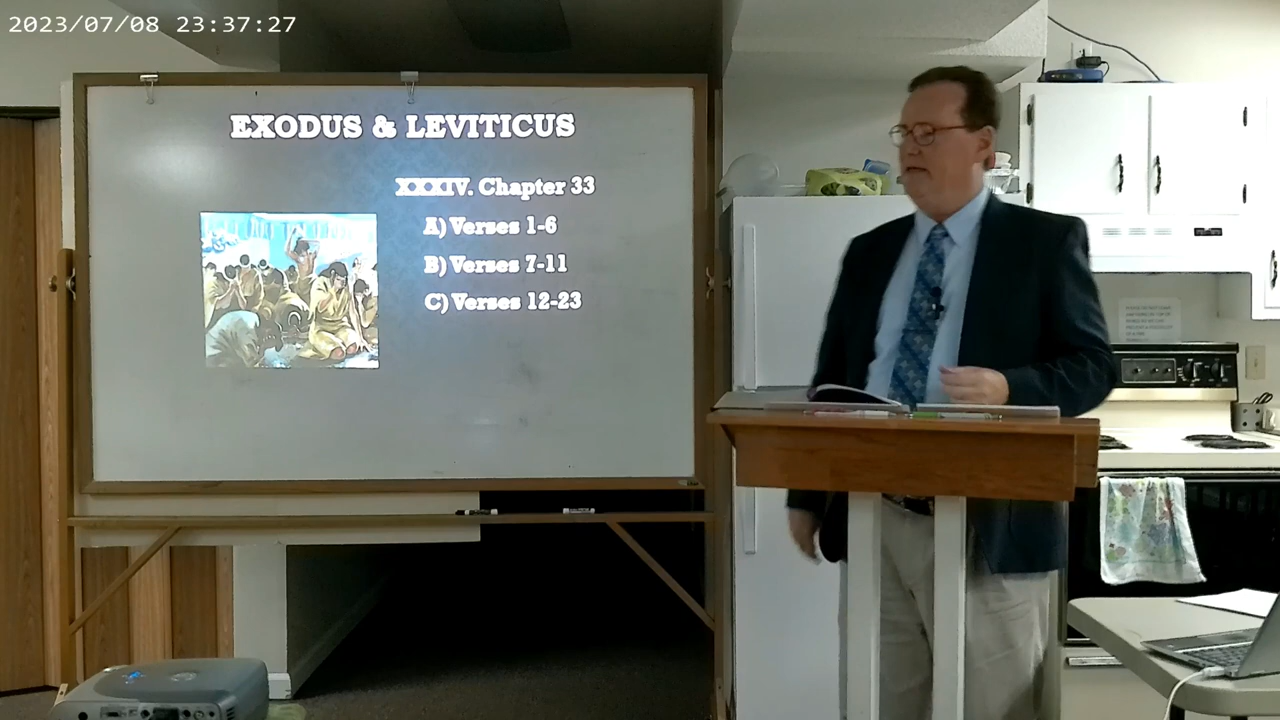 2023/07/08 23:37:27
EXODUS & LEVITICUS
XXXIV. Chapter 33
A) Verses 1-6
B) Verses 7-11
C) Verses 12-23